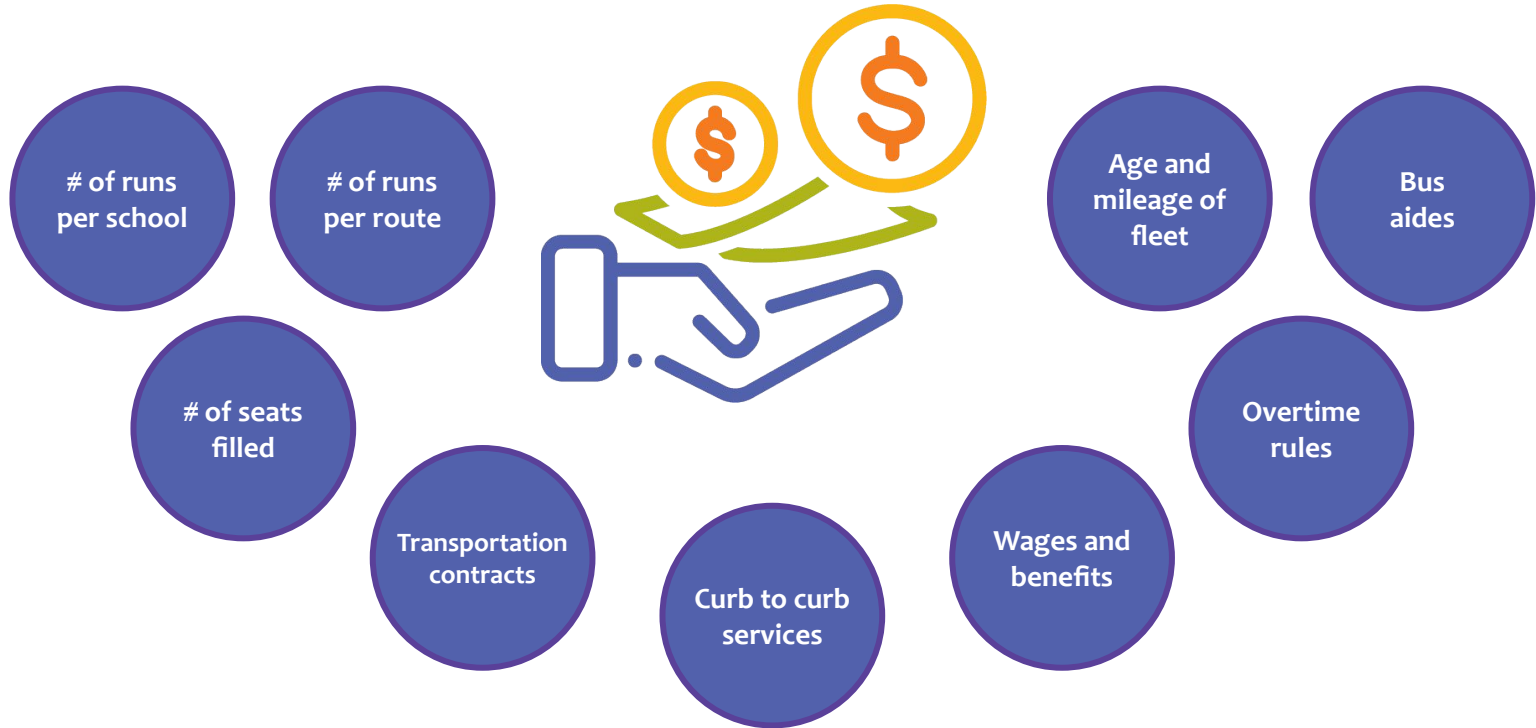 $
$
# of runs
per school
# of runs
per route
Age and
mileage of
fleet
Bus
aides
# of seats
filled
Overtime
rules
Transportation
contracts
Wages and
benefits
Curb to curb
services